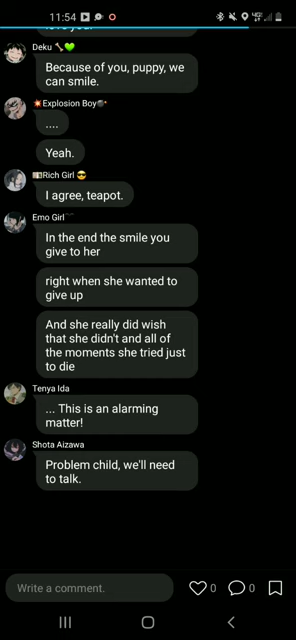 11:54
love you.
Deku 🦴💚
Because of you, puppy, we
can smile.
💥Explosion Boy💣
....
Yeah.
💵Rich Girl 😎
I agree, teapot.
Emo Girl
In the end the smile you
give to her
right when she wanted to
give up
And she really did wish
that she didn't and all of
the moments she tried just
to die
Tenya Ida
... This is an alarming
matter!
Shota Aizawa
Problem child, we'll need
to talk.
Write a comment.
0
0